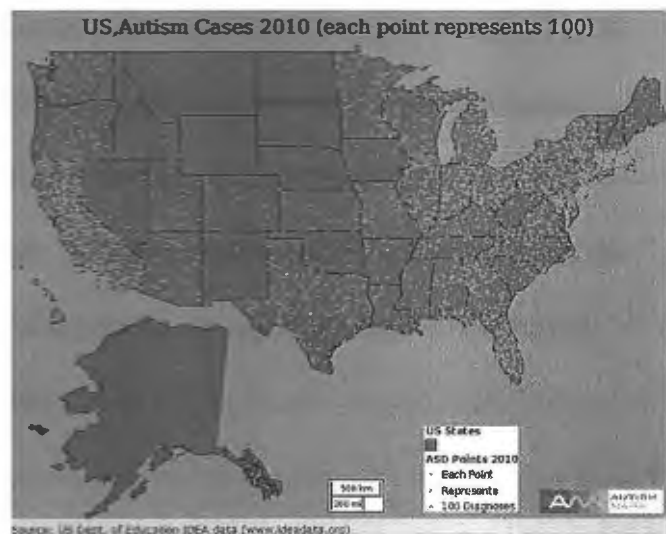 US Autism Cases 2010 (each point represents 100)
US States
ASD Points 2010
Each Point
Represents
100 Diagnoses
500 km
200 mi
AUTISM
Source: US Dept. of Education IDEA data (www.ideadata.org)